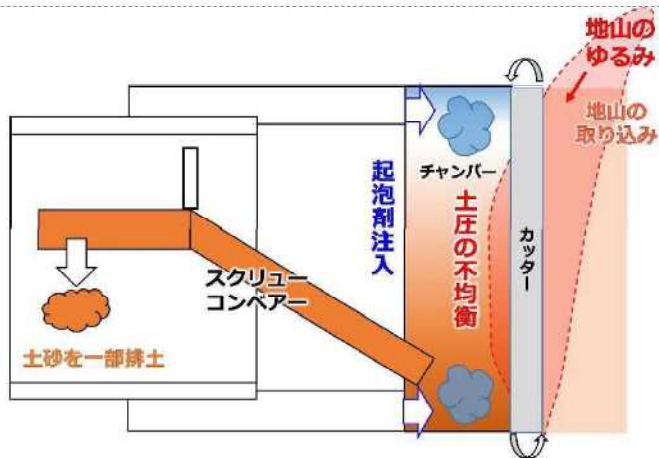 地山の
ゆるみ
地山の
取り込み
チャンバー
起泡剤注入
土圧の不均衡
カッター
スクリュー
コンベアー
土砂を一部排土